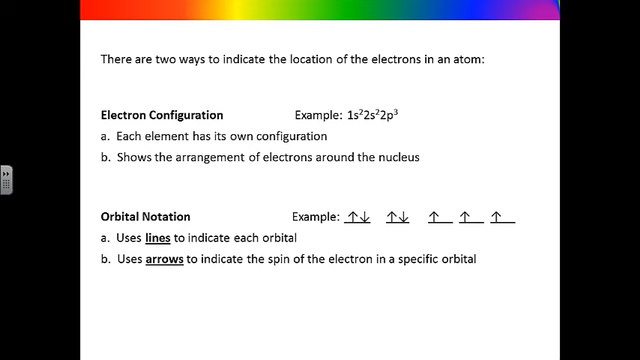 There are two ways to indicate the location of the electrons in an atom:
Electron Configuration Example: 1s²2s²2p³
a. Each element has its own configuration
b. Shows the arrangement of electrons around the nucleus
Orbital Notation Example: ↑↓ ↑↓ ↑ ↑ ↑
a. Uses lines to indicate each orbital
b. Uses arrows to indicate the spin of the electron in a specific orbital